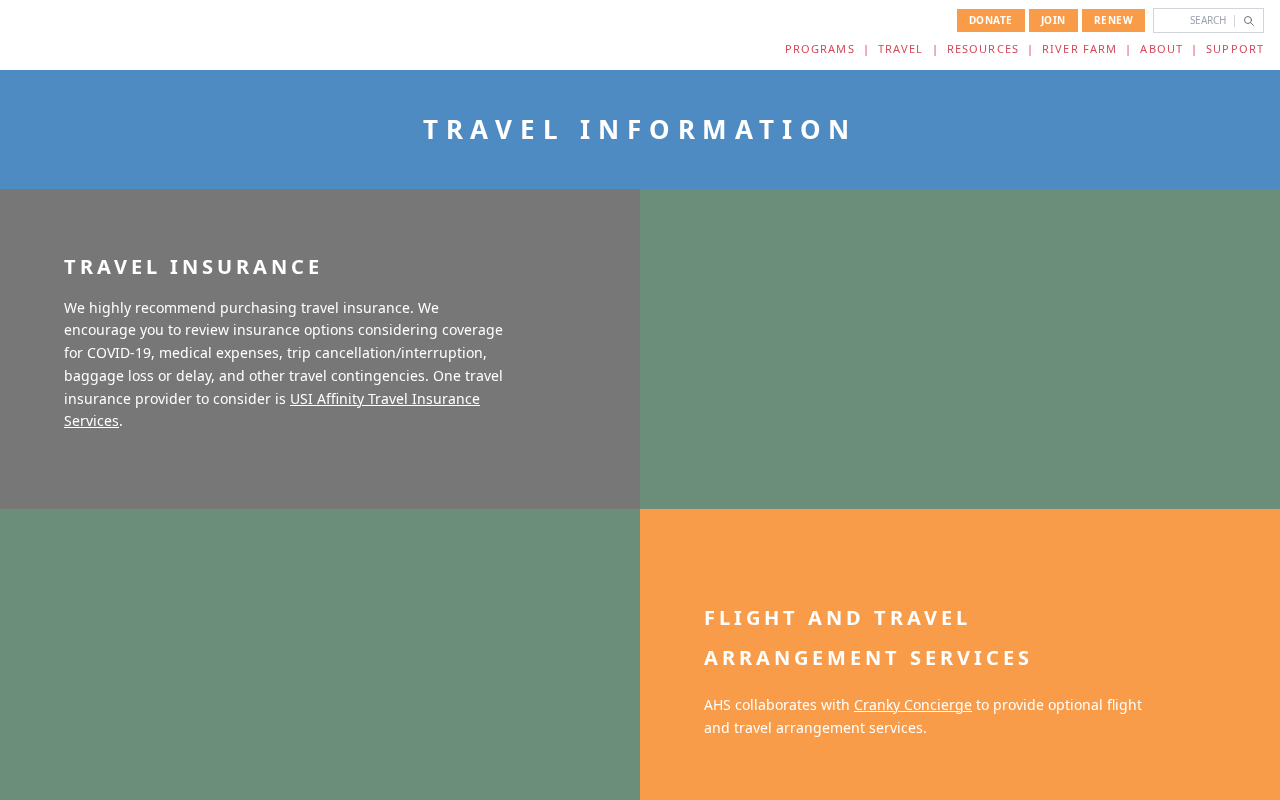 DONATE JOIN RENEW SEARCH
PROGRAMS | TRAVEL | RESOURCES | RIVER FARM | ABOUT | SUPPORT
TRAVEL INFORMATION
TRAVEL INSURANCE
We highly recommend purchasing travel insurance. We
encourage you to review insurance options considering coverage
for COVID-19, medical expenses, trip cancellation/interruption,
baggage loss or delay, and other travel contingencies. One travel
insurance provider to consider is USI Affinity Travel Insurance
Services.
FLIGHT AND TRAVEL
ARRANGEMENT SERVICES
AHS collaborates with Cranky Concierge to provide optional flight
and travel arrangement services.